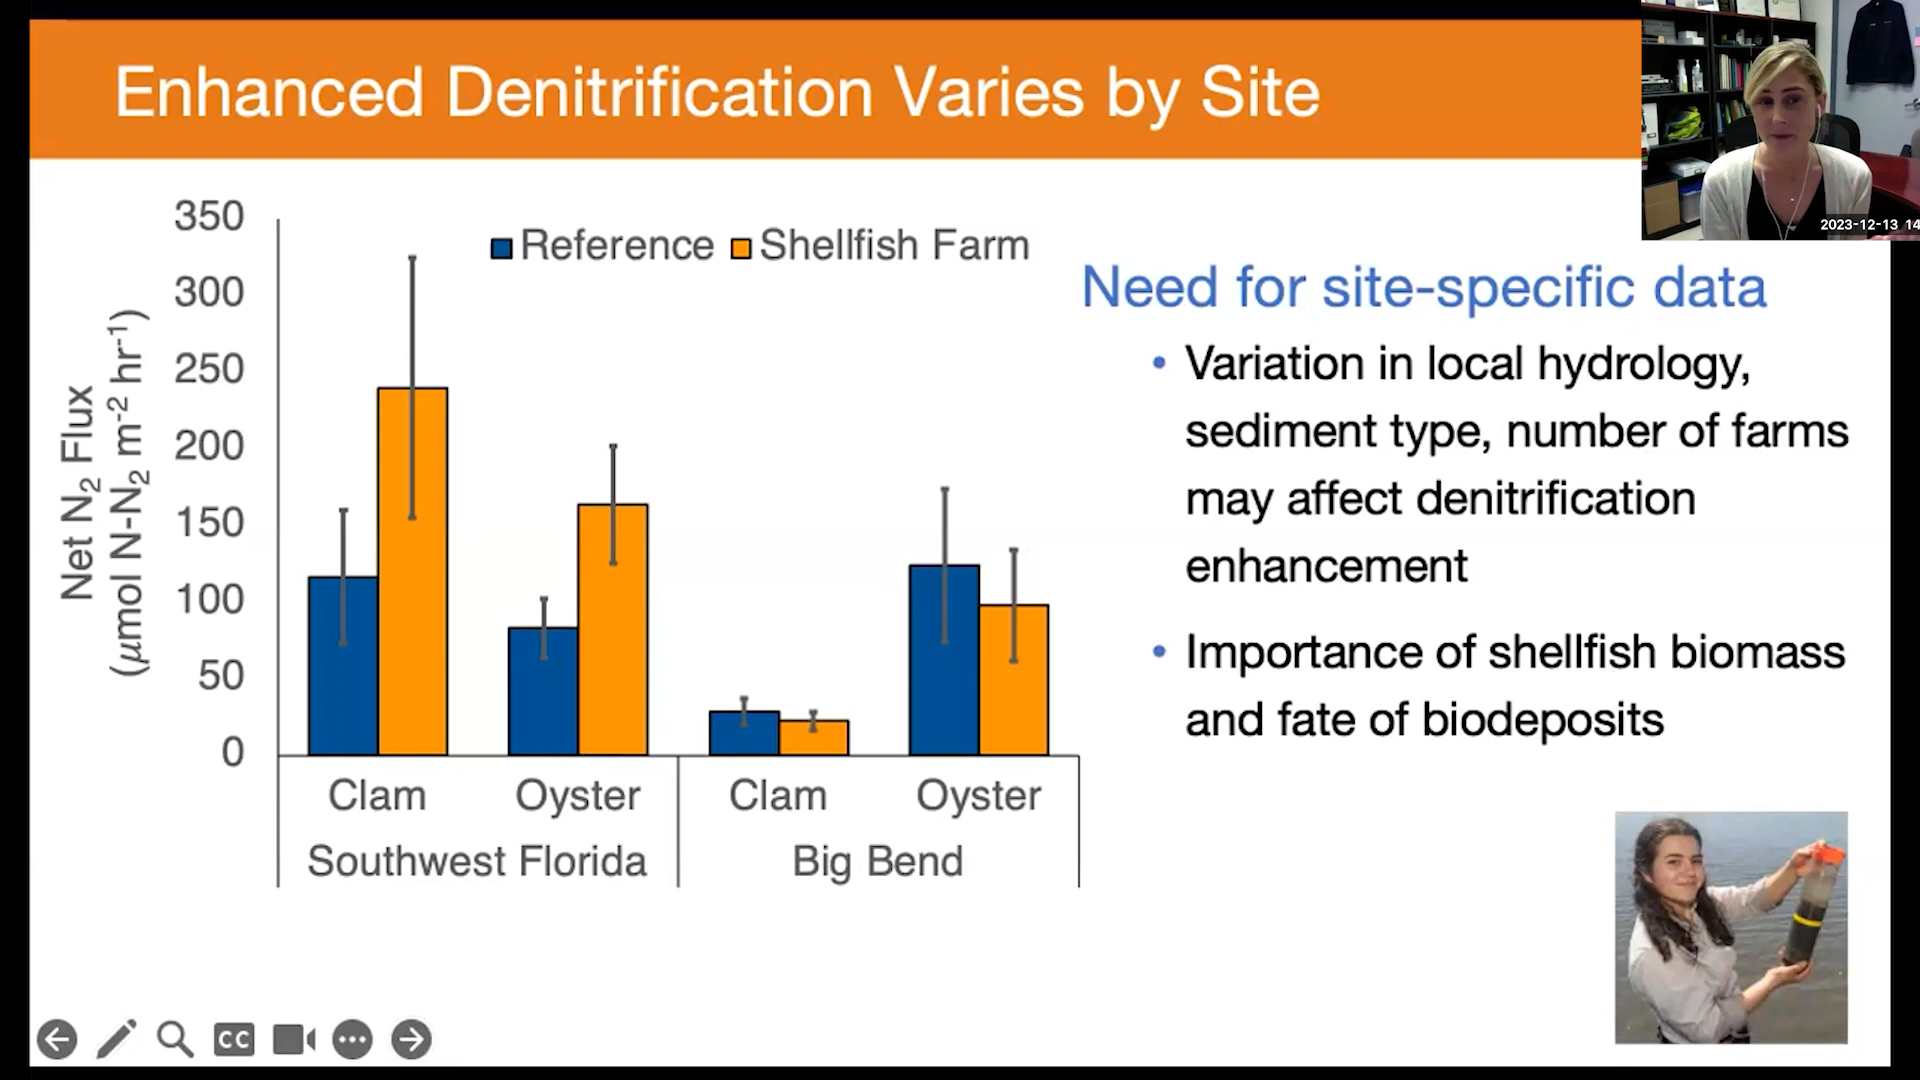 Enhanced Denitrification Varies by Site
2023-12-13 14
350
300
250
200
150
100
50
0
Net N₂ Flux
(μmol N-N₂ m⁻² hr⁻¹)
Reference Shellfish Farm
Clam Oyster Clam Oyster
Southwest Florida Big Bend
Need for site-specific data
• Variation in local hydrology,
sediment type, number of farms
may affect denitrification
enhancement
• Importance of shellfish biomass
and fate of biodeposits
CC